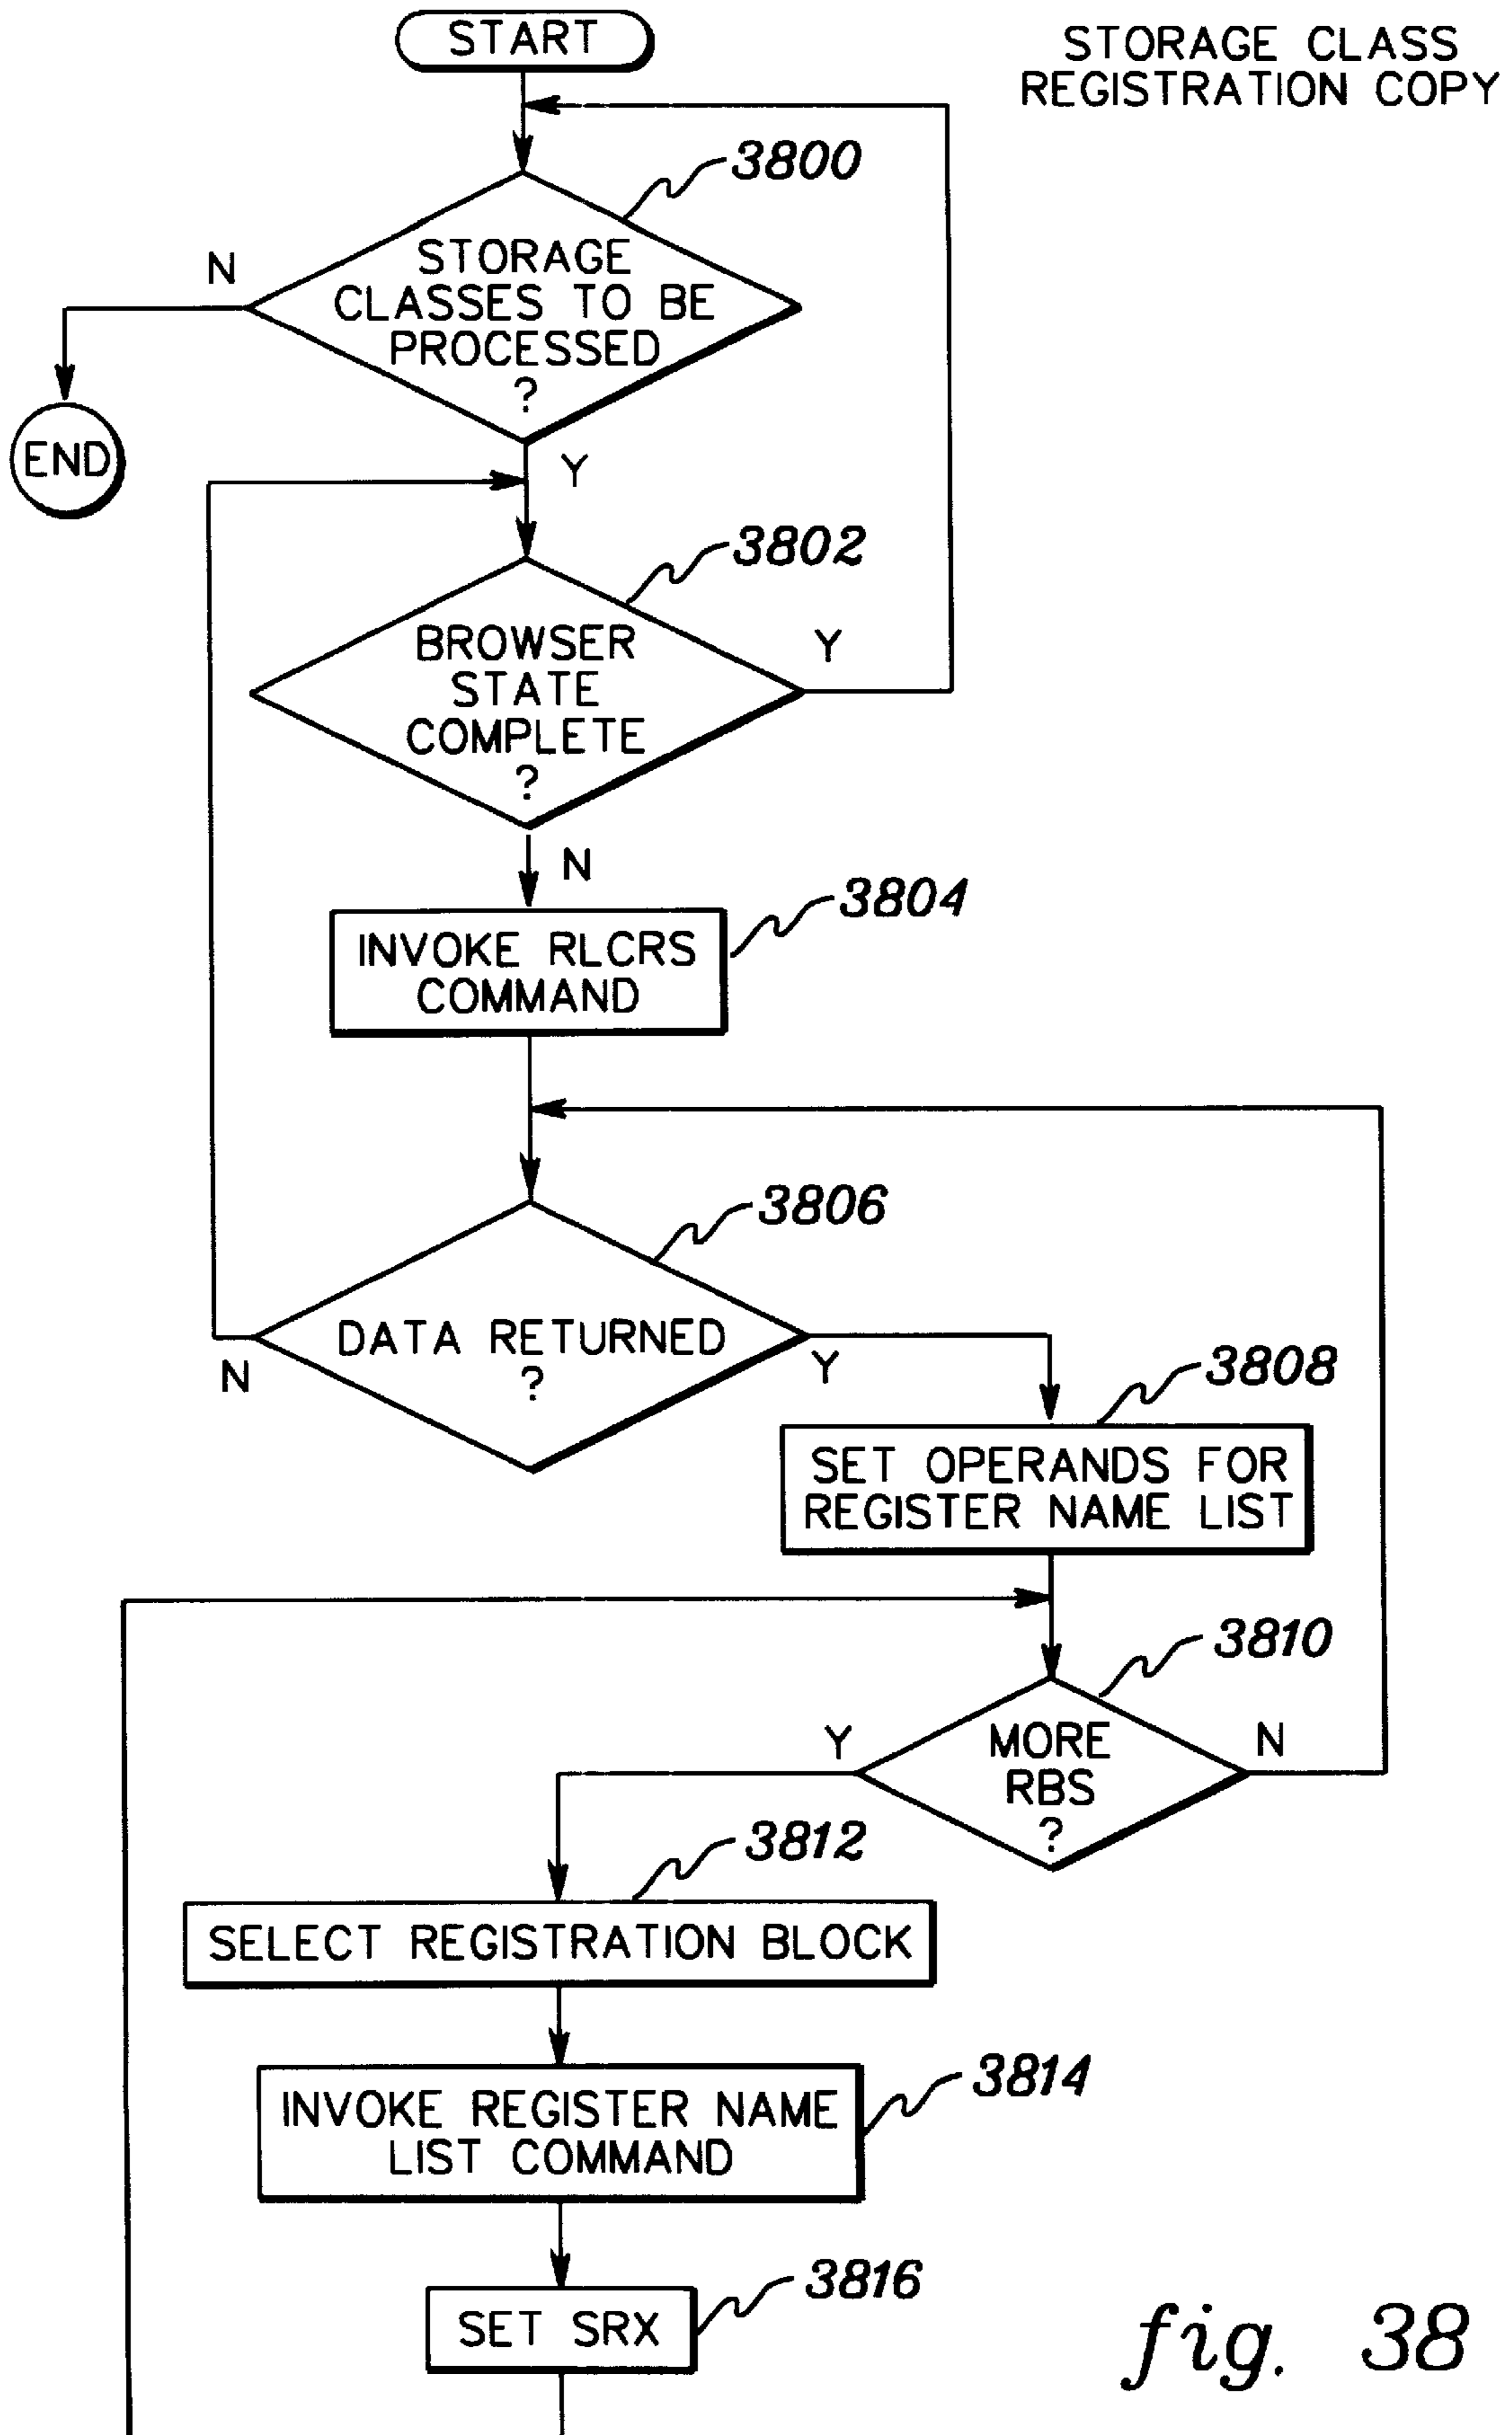 START
STORAGE CLASS
REGISTRATION COPY
3800
STORAGE
CLASSES TO BE
PROCESSED
?
N
END
Y
3802
BROWSER
STATE
COMPLETE
?
Y
N
3804
INVOKE RLCRS
COMMAND
3806
DATA RETURNED
?
N
Y
3808
SET OPERANDS FOR
REGISTER NAME LIST
3810
MORE
RBS
?
Y
N
3812
SELECT REGISTRATION BLOCK
3814
INVOKE REGISTER NAME
LIST COMMAND
3816
SET SRX
fig. 38